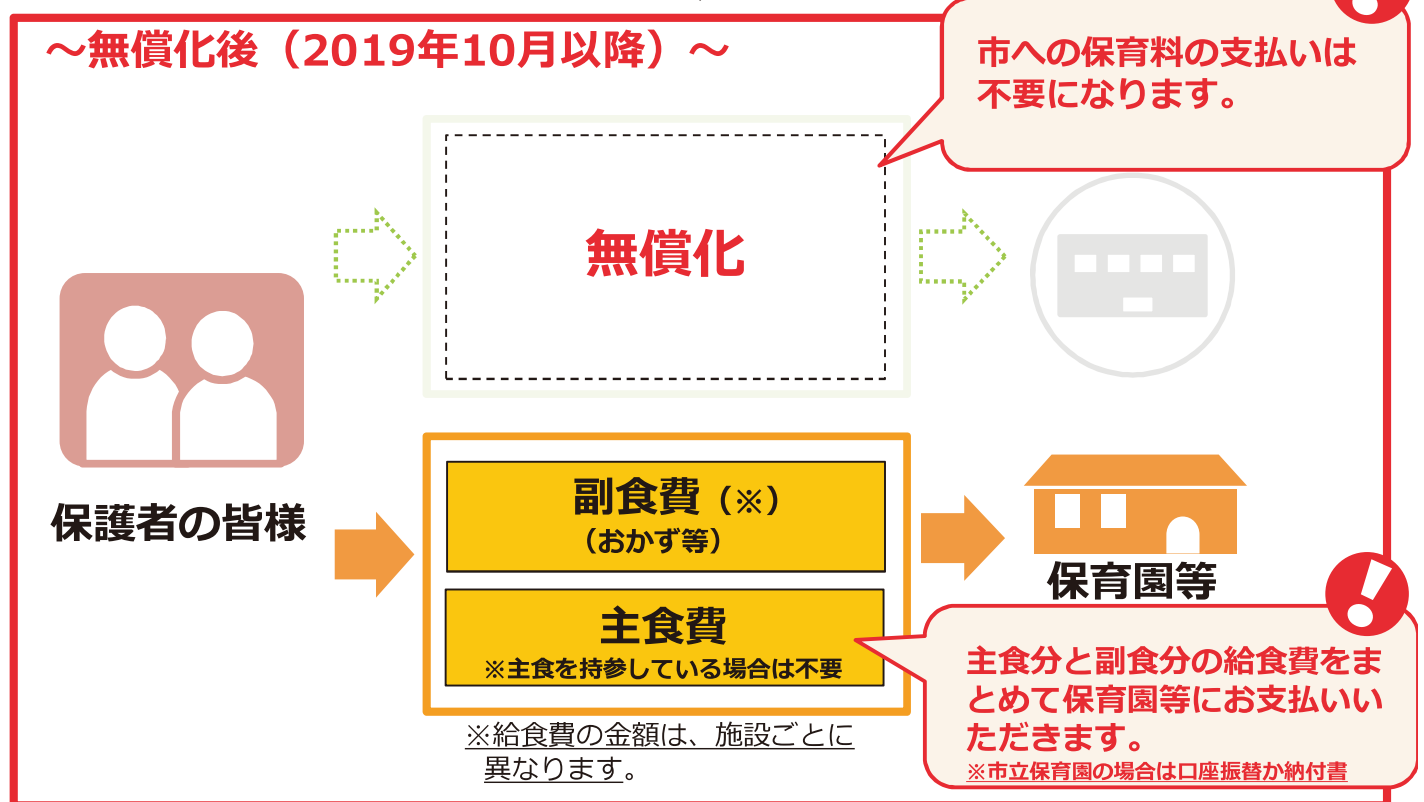 ～無償化後（2019年10月以降）～
市への保育料の支払いは
不要になります。
無償化
保護者の皆様
副食費（※）
（おかず等）
主食費
※主食を持参している場合は不要
※給食費の金額は、施設ごとに
異なります。
保育園等
主食分と副食分の給食費をま
とめて保育園等にお支払いい
ただきます。
※市立保育園の場合は口座振替か納付書